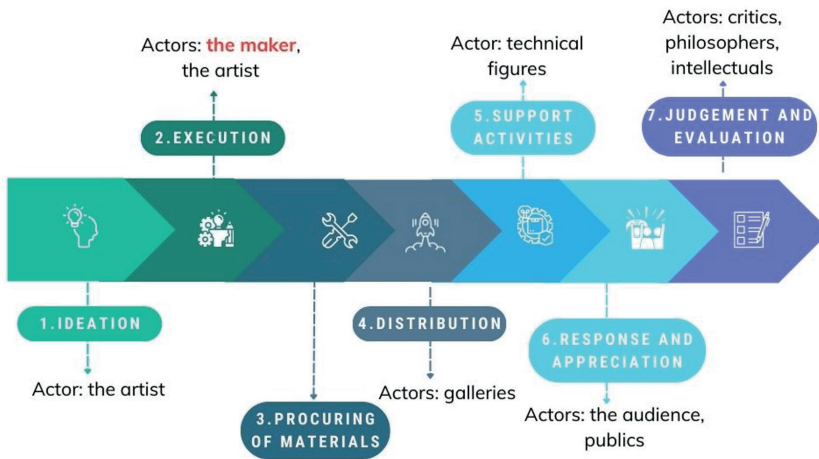 Actors: the maker,
the artist
2.EXECUTION
Actor: technical
figures
5.SUPPORT
ACTIVITIES
Actors: critics,
philosophers,
intellectuals
7.JUDGEMENT AND
EVALUATION
1.IDEATION
Actor: the artist
3.PROCURING
OF MATERIALS
4.DISTRIBUTION
Actors: galleries
6.RESPONSE AND
APPRECIATION
Actors: the audience,
publics